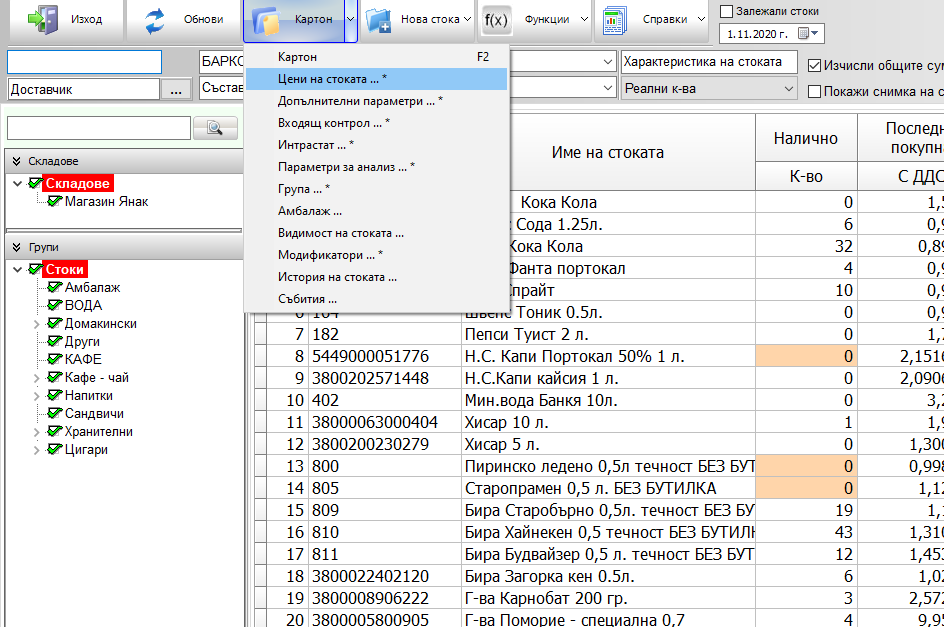 Изход
Обнови
Картон
Нова стока
f(x)
Функции
Справки
Залежали стоки
1.11.2020 г.
БАРКО
Характеристика на стоката
Изчисли общите сум
Доставчик
...
Състав
Реални к-ва
Покажи снимка на с
Картон F2
Цени на стоката ... *
Допълнителни параметри ... *
Входящ контрол ... *
Интрастат ... *
Параметри за анализ ... *
Група ... *
Амбалаж ...
Видимост на стоката ...
Модификатори ... *
История на стоката ...
Събития ...
Складове
Складове
Магазин Янак
Групи
Стоки
Амбалаж
ВОДА
Домакински
Други
КАФЕ
Кафе - чай
Напитки
Сандвичи
Хранителни
Цигари
Име на стоката
Налично
К-во
Последн
покупна
С ДДС
Кока Кола 0 1,5
Сода 1.25л. 6 0,9
Кока Кола 32 0,89
Фанта портокал 4 0,9
прайт 10 0,9
6 104 Швепс Тоник 0.5л. 0 0,9
7 182 Пепси Туист 2 л. 0 1,7
8 5449000051776 Н.С. Капи Портокал 50% 1 л. 0 2,1516
9 3800202571448 Н.С.Капи кайсия 1 л. 0 2,0906
10 402 Мин.вода Банкя 10л. 0 3,2
11 38000063000404 Хисар 10 л. 1 1,9
12 3800200230279 Хисар 5 л. 0 1,300
13 800 Пиринско ледено 0,5л течност БЕЗ БУТ 0 0,998
14 805 Старопрамен 0,5 л. БЕЗ БУТИЛКА 0 1,12
15 809 Бира Старобърно 0,5л. течност БЕЗ БУ 19 1,1
16 810 Бира Хайнекен 0,5 течност БЕЗ БУТИЛН 43 1,310
17 811 Бира Будвайзер 0,5 л. течност БЕЗ БУТ 12 1,453
18 3800022402120 Бира Загорка кен 0.5л. 6 1,02
19 3800008906222 Г-ва Карнобат 200 гр. 3 2,572
20 3800005800905 Г-ва Поморие - специална 0,7 4 9,95